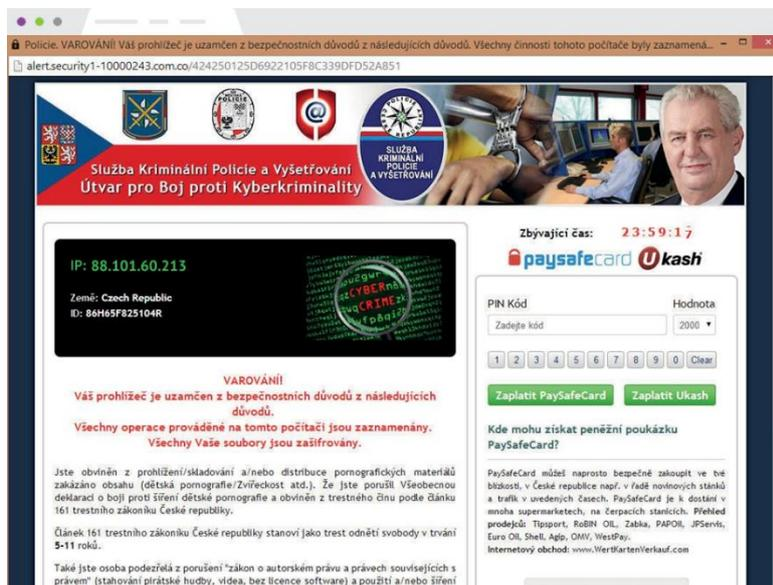 Policie. VAROVÁNÍ! Váš prohlížeč je uzamčen z bezpečnostních důvodů z následujících důvodů. Všechny činnosti tohoto počítače byly zaznamená...
alert.security1-10000243.com.co/424250125D6922105F8C339DFD52A851
POLICIE
SLUŽBA
KRIMINÁLNÍ
POLICIE
A VYŠETŘOVÁNÍ
Služba Kriminální Policie a Vyšetřování
Útvar pro Boj proti Kyberkriminality
IP: 88.101.60.213
Země: Czech Republic
ID: 86H65F825104R
CYBER
CRIME
VAROVÁNÍ!
Váš prohlížeč je uzamčen z bezpečnostních důvodů z následujících
důvodů.
Všechny operace prováděné na tomto počítači jsou zaznamenány.
Všechny Vaše soubory jsou zašifrovány.
Jste obviněn z prohlížení/skladování a/nebo distribuce pornografických materiálů
zakázáno obsahu (dětská pornografie/Zvířeckost atd.). Že jste porušil Všeobecnou
deklaraci o boji proti šíření dětské pornografie a obviněn z trestného činu podle článku
161 trestního zákoníku České republiky.
Článek 161 trestního zákoníku České republiky stanoví jako trest odnětí svobody v trvání
5-11 roků.
Také jste osoba podezřelá z porušení "zákon o autorském právu a právech souvisejících s
právem" (stahování pirátské hudby, videa, bez licence software) a použití a/nebo šíření
Zbývající čas: 23:59:17
paysafecard Ukash
PIN Kód Hodnota
Zadejte kód 2000
1 2 3 4 5 6 7 8 9 0 Clear
Zaplatit PaySafeCard Zaplatit Ukash
Kde mohu získat peněžní poukázku
PaySafeCard?
PaySafeCard můžeš naprosto bezpečně zakoupit ve tvé
blízkosti, v České republice např. v řadě novinových stánků
a trafik v uvedených časech. PaySafeCard je k dostání v
mnoha supermarketech, na čerpacích stanicích. Přehled
prodejců: Tipsport, RoBIN OIL, Zabka, PAPOIL, JPServis,
Euro Oil, Shell, Agip, OMV, WestPay.
Internetový obchod: www.WertKartenVerkauf.com